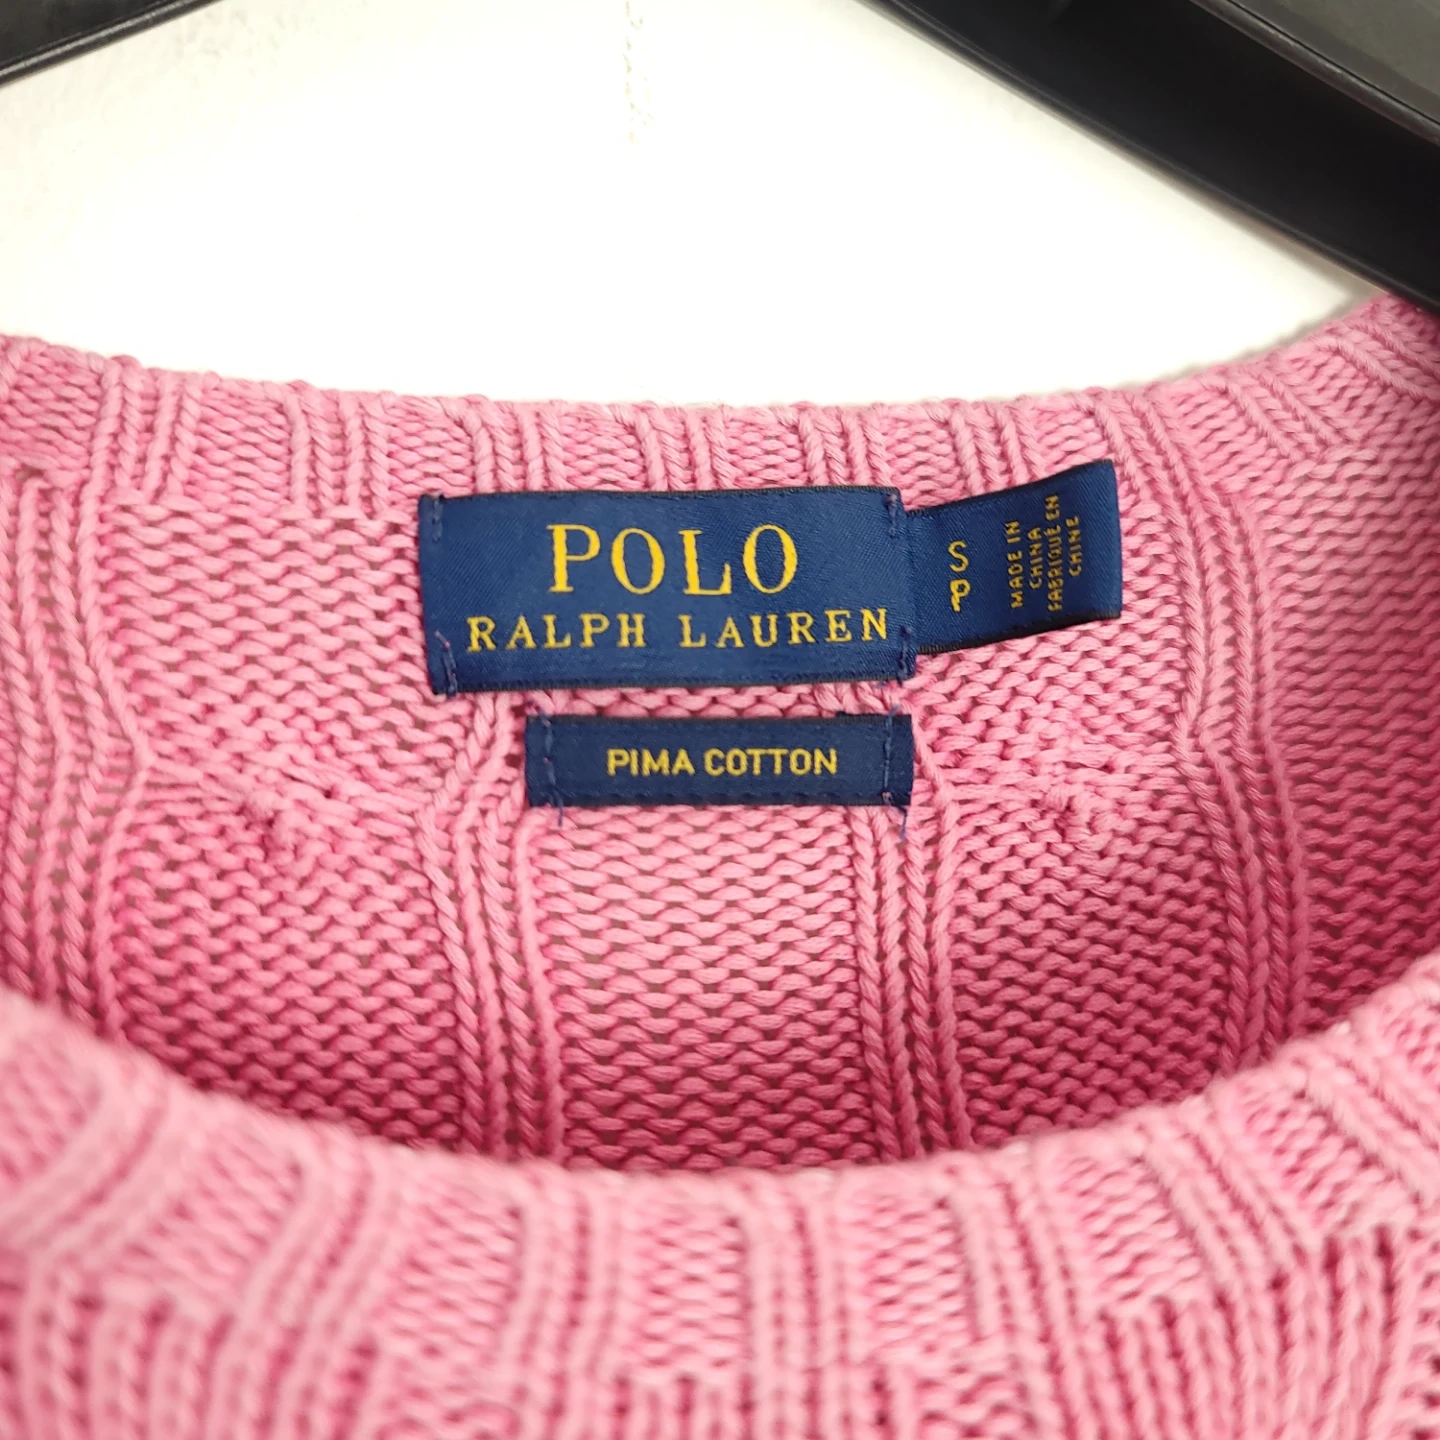 POLO
RALPH LAUREN
S
P
MADE IN
CHINA
FABRIQUÉ EN
CHINE
PIMA COTTON